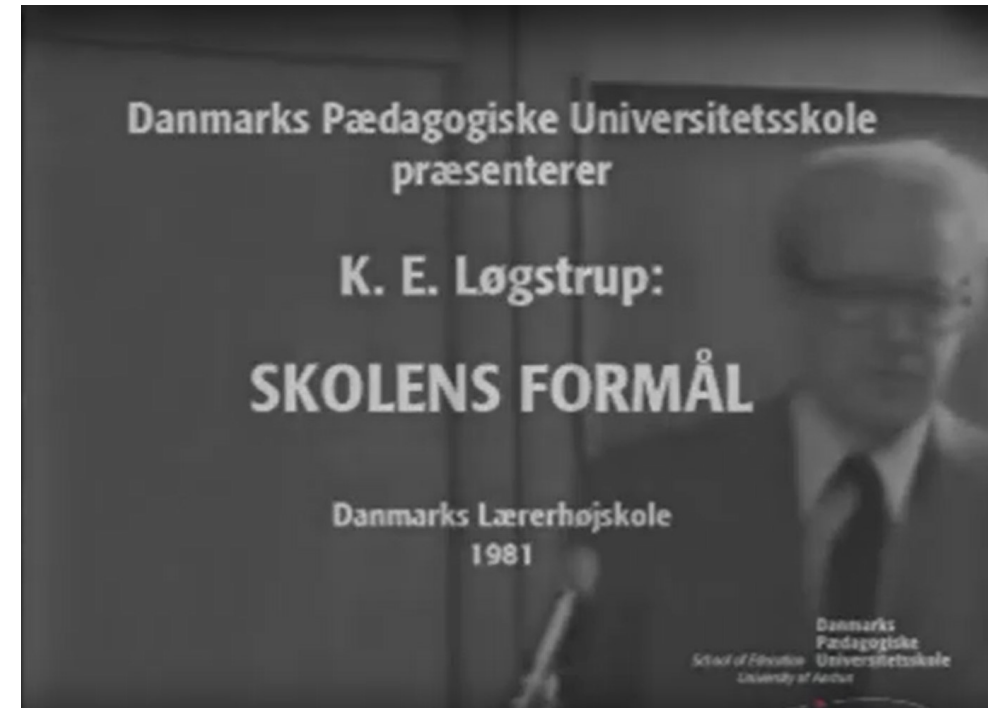 Danmarks Pædagogiske Universitetsskole
præsenterer
K. E. Løgstrup:
SKOLENS FORMÅL
Danmarks Lærerhøjskole
1981
Danmarks
Pædagogiske
School of Education Universitetsskole
University of Aarhus